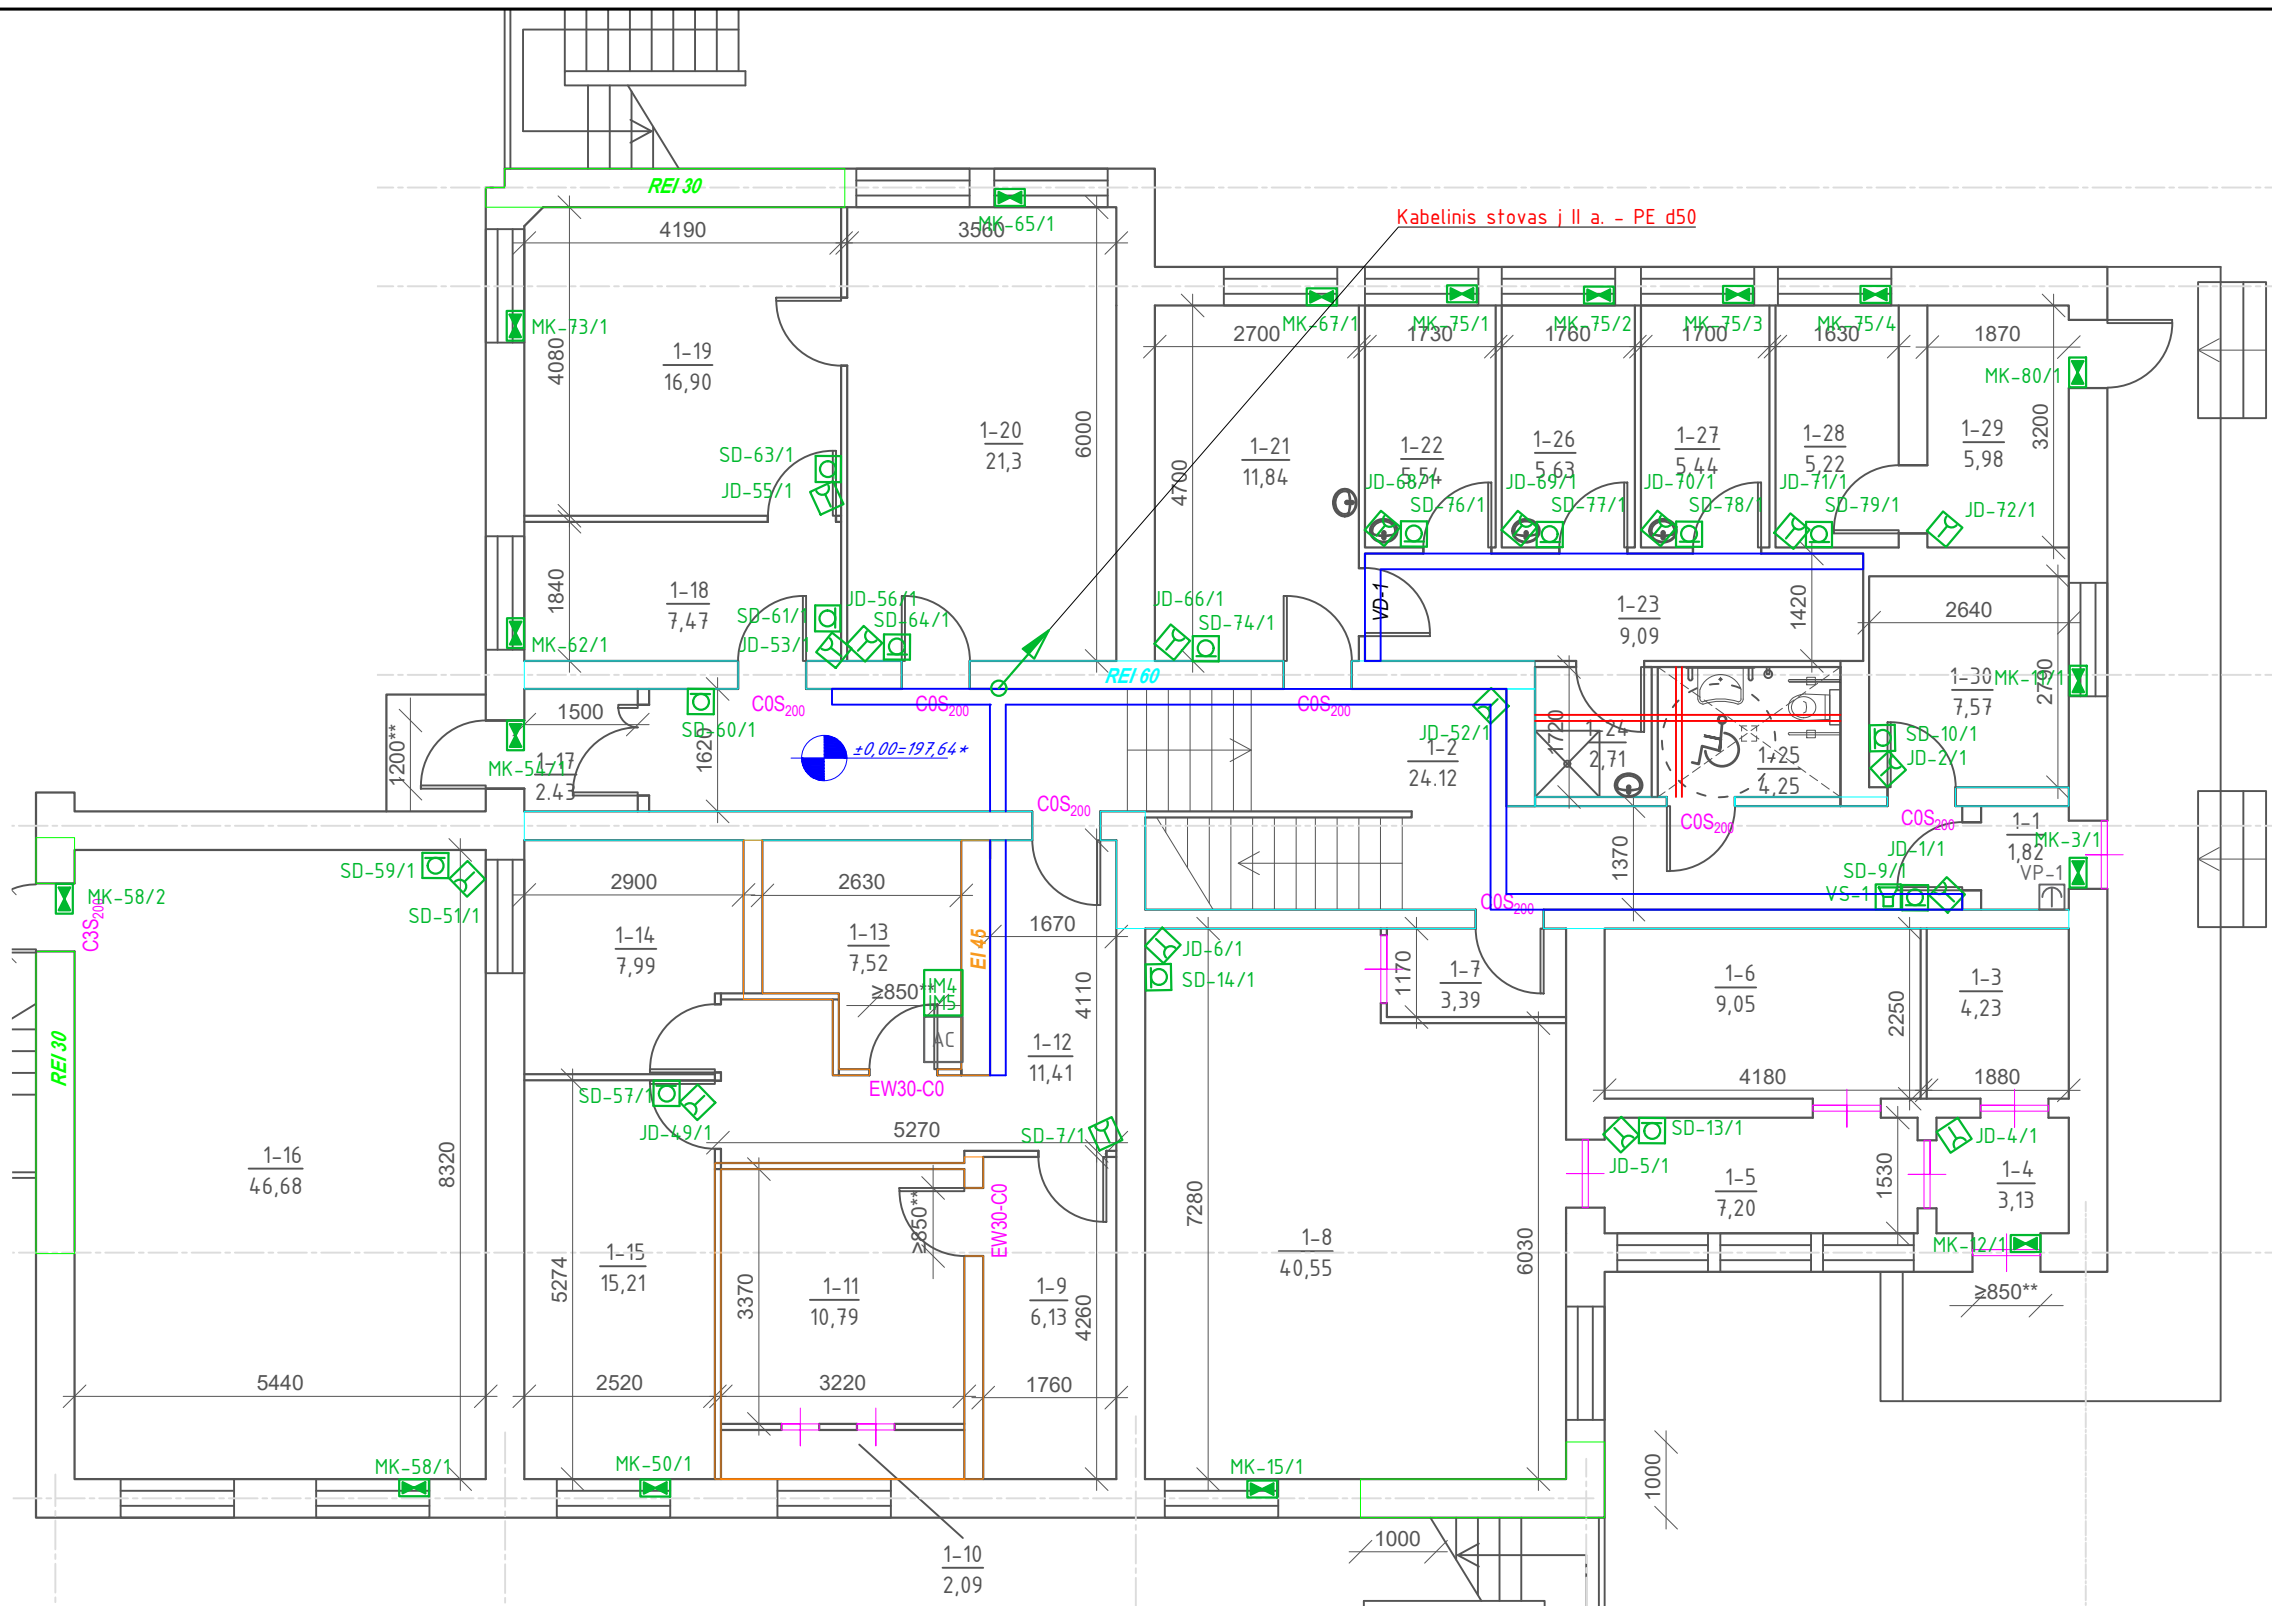 REI 30
MK-65/1
4190
3560
Kabelinis stovas į II a. - PE d50
MK-73/1
MK-67/1
MK-75/1
MK-75/2
MK-75/3
MK-75/4
2700
1730
1760
1700
1630
1870
4080
1-19
16,90
MK-80/1
6000
3200
1-20
21,3
1-21
11,84
1-22
5,54
1-26
5,63
1-27
5,44
1-28
5,22
1-29
5,98
SD-63/1
JD-55/1
4700
JD-68/1
SD-76/1
JD-69/1
SD-77/1
JD-70/1
SD-78/1
JD-71/1
SD-79/1
JD-72/1
1840
1-18
7,47
SD-61/1
JD-53/1
JD-56/1
SD-64/1
JD-66/1
SD-74/1
VD-1
1-23
9,09
1420
2640
MK-62/1
REI 60
C0S200
C0S200
C0S200
1500
SD-60/1
1620
1200**
±0,00=197,64*
JD-52/1
1-2
24.12
1720
1-24
2,71
1-25
4,25
1-30
7,57
MK-11/1
2790
SD-10/1
JD-2/1
MK-54/1
1-17
2.43
C0S200
C0S200
C0S200
1-1
1,82
MK-3/1
VP-1
1370
JD-1/1
SD-9/1
VS-1
SD-59/1
SD-51/1
MK-58/2
C3S200
2900
2630
1670
C0S200
1-14
7,99
1-13
7,52
EI 45
JD-6/1
SD-14/1
1170
1-7
3,39
1-6
9,05
1-3
4,23
2250
≥850**
IM4
IM5
AC
4110
1-12
11,41
REI 30
EW30-C0
4180
1880
SD-57/1
JD-49/1
5270
SD-7/1
SD-13/1
JD-5/1
JD-4/1
1-16
46,68
8320
1-5
7,20
1530
1-4
3,13
≥850**
EW30-C0
7280
6030
1-8
40,55
MK-12/1
≥850**
5274
1-15
15,21
3370
1-11
10,79
1-9
6,13
4260
5440
2520
3220
1760
MK-58/1
MK-50/1
MK-15/1
1000
1000
1-10
2,09